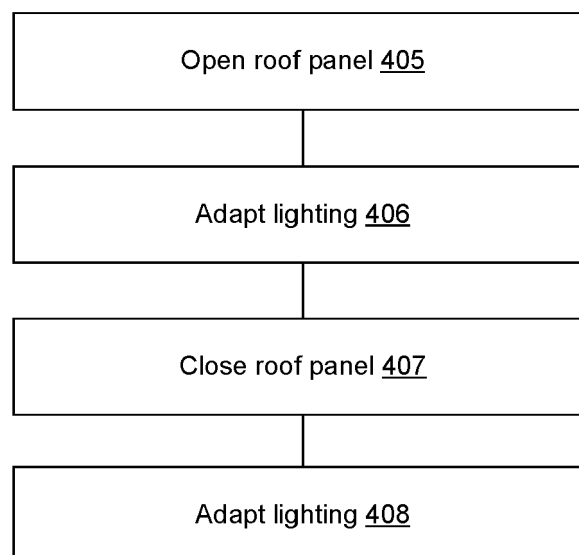 Open roof panel 405
Adapt lighting 406
Close roof panel 407
Adapt lighting 408